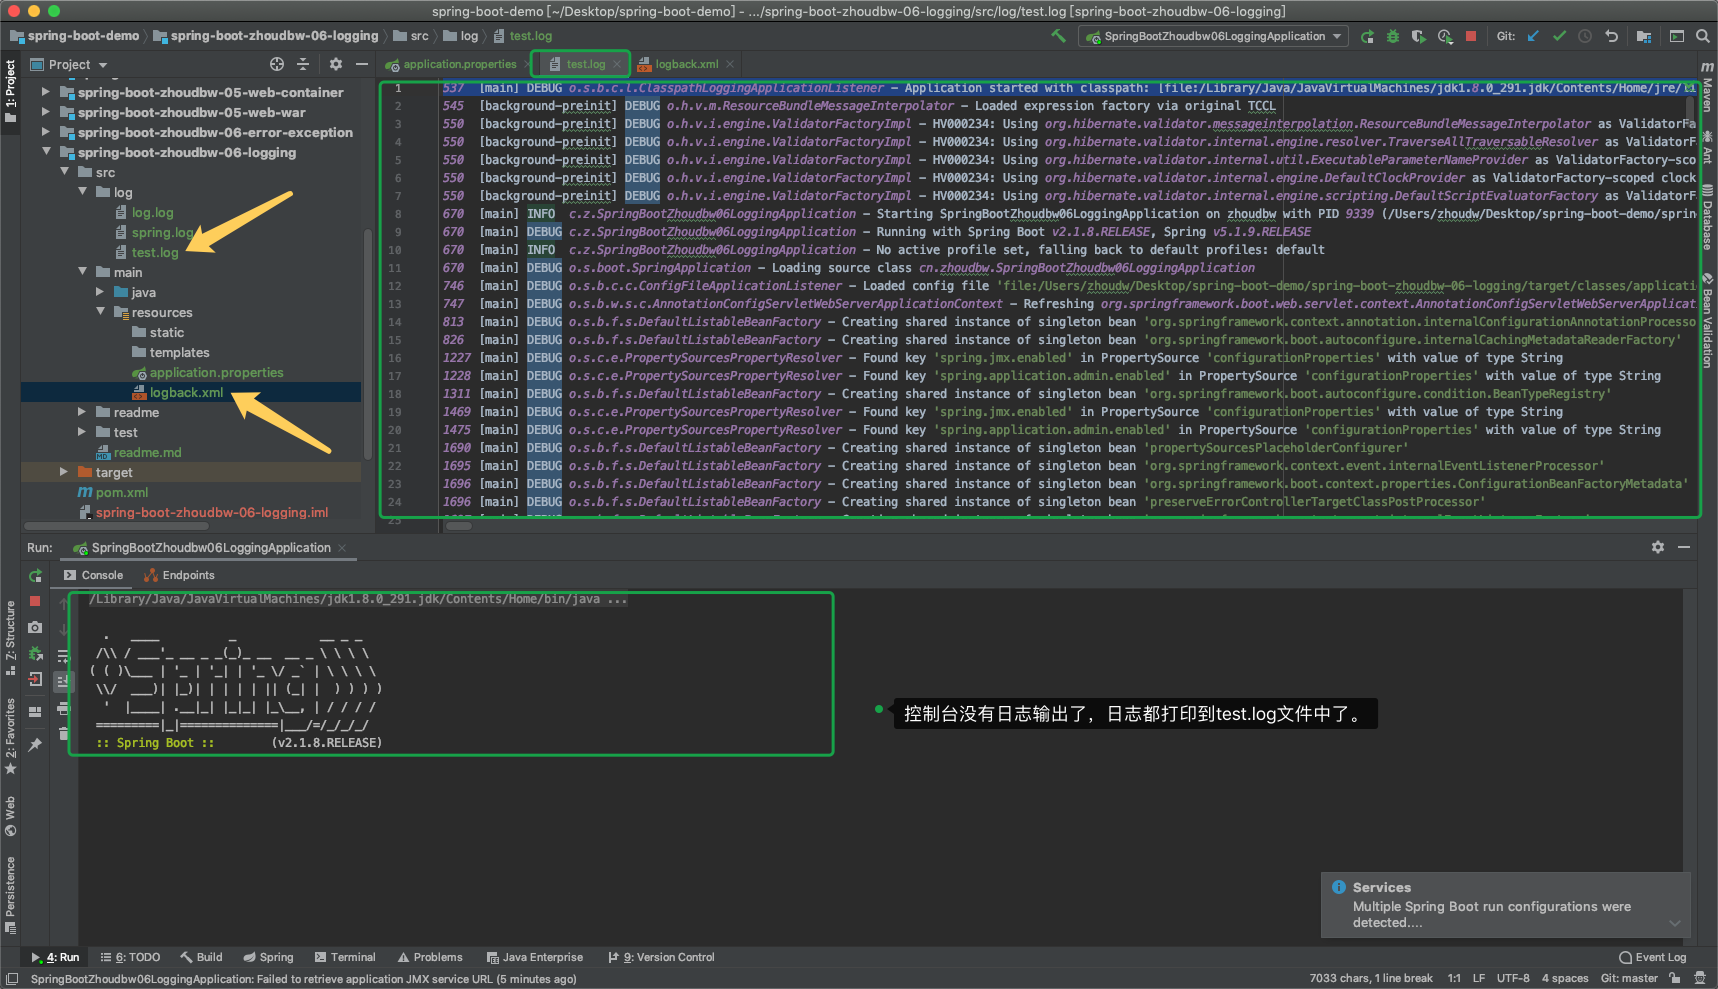 spring-boot-demo [~/Desktop/spring-boot-demo] - .../spring-boot-zhoudbw-06-logging/src/log/test.log [spring-boot-zhoudbw-06-logging]
spring-boot-demo spring-boot-zhoudbw-06-logging src log test.log
SpringBootZhoudbw06LoggingApplication Git:
Project
application.properties test.log logback.xml
1: Project
spring-boot-zhoudbw-05-web-container
spring-boot-zhoudbw-05-web-war
spring-boot-zhoudbw-06-error-exception
spring-boot-zhoudbw-06-logging
src
log
log.log
spring.log
test.log
main
java
resources
static
templates
application.properties
logback.xml
readme
test
readme.md
target
pom.xml
spring-boot-zhoudbw-06-logging.iml
1 537 [main] DEBUG o.s.b.c.l.ClasspathLoggingApplicationListener - Application started with classpath: [file:/Library/Java/JavaVirtualMachines/jdk1.8.0_291.jdk/Contents/Home/jre/li
2 545 [background-preinit] DEBUG o.h.v.m.ResourceBundleMessageInterpolator - Loaded expression factory via original TCCL
3 550 [background-preinit] DEBUG o.h.v.i.engine.ValidatorFactoryImpl - HV000234: Using org.hibernate.validator.messageinterpolation.ResourceBundleMessageInterpolator as ValidatorFa
4 550 [background-preinit] DEBUG o.h.v.i.engine.ValidatorFactoryImpl - HV000234: Using org.hibernate.validator.internal.engine.resolver.TraverseAllTraversableResolver as ValidatorF
5 550 [background-preinit] DEBUG o.h.v.i.engine.ValidatorFactoryImpl - HV000234: Using org.hibernate.validator.internal.util.ExecutableParameterNameProvider as ValidatorFactory-sco
6 550 [background-preinit] DEBUG o.h.v.i.engine.ValidatorFactoryImpl - HV000234: Using org.hibernate.validator.internal.engine.DefaultClockProvider as ValidatorFactory-scoped clock
7 550 [background-preinit] DEBUG o.h.v.i.engine.ValidatorFactoryImpl - HV000234: Using org.hibernate.validator.internal.engine.scripting.DefaultScriptEvaluatorFactory as ValidatorF
8 670 [main] INFO c.z.SpringBootZhoudbw06LoggingApplication - Starting SpringBootZhoudbw06LoggingApplication on zhoudbw with PID 9339 (/Users/zhoudw/Desktop/spring-boot-demo/sprin
9 670 [main] DEBUG c.z.SpringBootZhoudbw06LoggingApplication - Running with Spring Boot v2.1.8.RELEASE, Spring v5.1.9.RELEASE
10 670 [main] INFO c.z.SpringBootZhoudbw06LoggingApplication - No active profile set, falling back to default profiles: default
11 670 [main] DEBUG o.s.boot.SpringApplication - Loading source class cn.zhoudbw.SpringBootZhoudbw06LoggingApplication
12 746 [main] DEBUG o.s.b.c.c.ConfigFileApplicationListener - Loaded config file 'file:/Users/zhoudw/Desktop/spring-boot-demo/spring-boot-zhoudbw-06-logging/target/classes/applicatio
13 747 [main] DEBUG o.s.b.w.s.c.AnnotationConfigServletWebServerApplicationContext - Refreshing org.springframework.boot.web.servlet.context.AnnotationConfigServletWebServerApplicat
14 813 [main] DEBUG o.s.b.f.s.DefaultListableBeanFactory - Creating shared instance of singleton bean 'org.springframework.context.annotation.internalConfigurationAnnotationProcesso
15 826 [main] DEBUG o.s.b.f.s.DefaultListableBeanFactory - Creating shared instance of singleton bean 'org.springframework.boot.autoconfigure.internalCachingMetadataReaderFactory'
16 1227 [main] DEBUG o.s.c.e.PropertySourcesPropertyResolver - Found key 'spring.jmx.enabled' in PropertySource 'configurationProperties' with value of type String
17 1228 [main] DEBUG o.s.c.e.PropertySourcesPropertyResolver - Found key 'spring.application.admin.enabled' in PropertySource 'configurationProperties' with value of type String
18 1311 [main] DEBUG o.s.b.f.s.DefaultListableBeanFactory - Creating shared instance of singleton bean 'org.springframework.boot.autoconfigure.condition.BeanTypeRegistry'
19 1469 [main] DEBUG o.s.c.e.PropertySourcesPropertyResolver - Found key 'spring.jmx.enabled' in PropertySource 'configurationProperties' with value of type String
20 1475 [main] DEBUG o.s.c.e.PropertySourcesPropertyResolver - Found key 'spring.application.admin.enabled' in PropertySource 'configurationProperties' with value of type String
21 1690 [main] DEBUG o.s.b.f.s.DefaultListableBeanFactory - Creating shared instance of singleton bean 'propertySourcesPlaceholderConfigurer'
22 1695 [main] DEBUG o.s.b.f.s.DefaultListableBeanFactory - Creating shared instance of singleton bean 'org.springframework.context.event.internalEventListenerProcessor'
23 1696 [main] DEBUG o.s.b.f.s.DefaultListableBeanFactory - Creating shared instance of singleton bean 'org.springframework.boot.context.properties.ConfigurationBeanFactoryMetadata'
24 1696 [main] DEBUG o.s.b.f.s.DefaultListableBeanFactory - Creating shared instance of singleton bean 'preserveErrorControllerTargetClassPostProcessor'
25
Maven
Ant
Database
Bean Validation
Run: SpringBootZhoudbw06LoggingApplication
Console Endpoints
/Library/Java/JavaVirtualMachines/jdk1.8.0_291.jdk/Contents/Home/bin/java ...
:: Spring Boot :: (v2.1.8.RELEASE)
控制台没有日志输出了，日志都打印到test.log文件中了。
Z: Structure
2: Favorites
Web
Persistence
Services
Multiple Spring Boot run configurations were
detected....
4: Run 6: TODO Build Spring Terminal Problems Java Enterprise 9: Version Control Event Log
SpringBootZhoudbw06LoggingApplication: Failed to retrieve application JMX service URL (5 minutes ago) 7033 chars, 1 line break 1:1 LF UTF-8 4 spaces Git: master